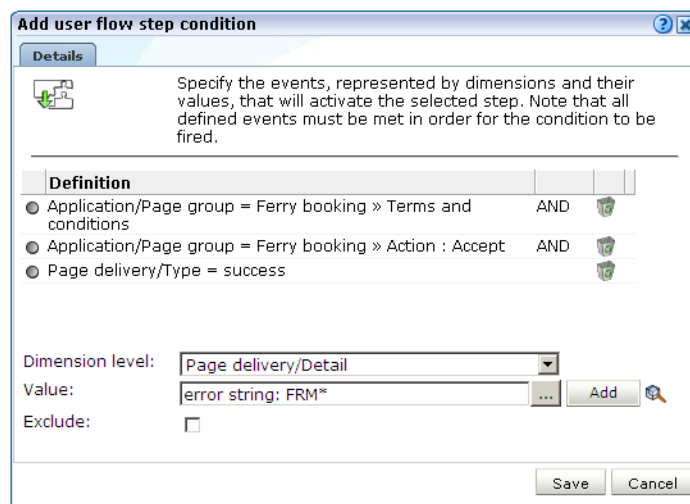 Add user flow step condition
Details
Specify the events, represented by dimensions and their
values, that will activate the selected step. Note that all
defined events must be met in order for the condition to be
fired.
Definition
Application/Page group = Ferry booking » Terms and AND
conditions
Application/Page group = Ferry booking » Action : Accept AND
Page delivery/Type = success
Dimension level: Page delivery/Detail
Value: error string: FRM* ... Add
Exclude:
Save Cancel